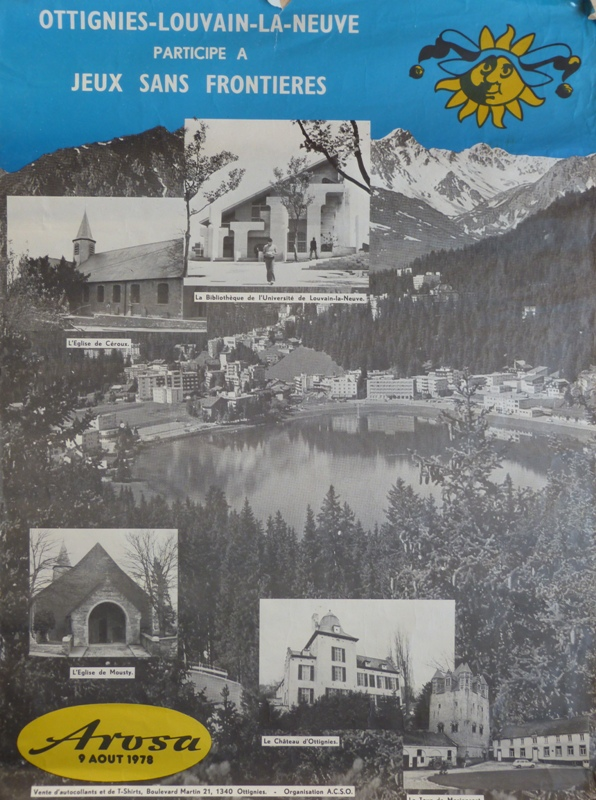 OTTIGNIES-LOUVAIN-LA-NEUVE
PARTICIPE A
JEUX SANS FRONTIERES
La Bibliothèque de l'Université de Louvain-la-Neuve.
L'Eglise de Céroux.
L'Eglise de Mousty.
Le Château d'Ottignies.
Arosa
9 AOUT 1978
Vente d'autocollants et de T-Shirts, Boulevard Martin 21, 1340 Ottignies. - Organisation A.C.S.O.